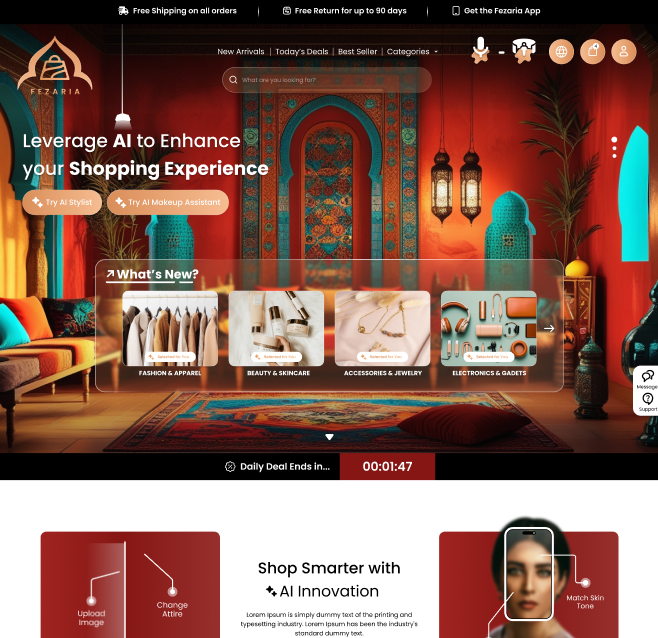 Free Shipping on all orders
Free Return for up to 90 days
Get the Fezaria App
FEZARIA
New Arrivals | Today's Deals | Best Seller | Categories
What are you looking for?
Leverage AI to Enhance
your Shopping Experience
Try AI Stylist
Try AI Makeup Assistant
What's New?
Selected for You
Selected for You
Selected for You
Selected for You
FASHION & APPAREL
BEAUTY & SKINCARE
ACCESSORIES & JEWELRY
ELECTRONICS & GADETS
Message
Support
Daily Deal Ends in...
00:01:47
Shop Smarter with
AI Innovation
Lorem Ipsum is simply dummy text of the printing and
typesetting industry. Lorem Ipsum has been the industry's
standard dummy text.
Upload
Image
Change
Attire
Match Skin
Tone